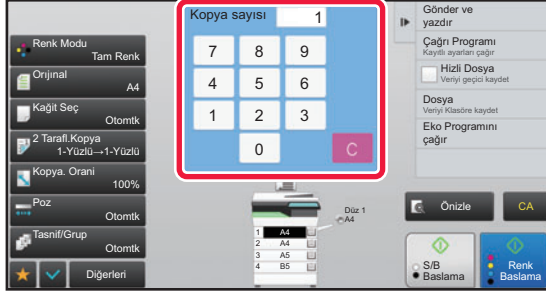 Kopya sayısı 1
7 8 9
4 5 6
1 2 3
0 C
Renk Modu
Tam Renk
Orijinal
A4
Kağit Seç
Otomtk
2 Tarafl.Kopya
1-Yüzlü→1-Yüzlü
Kopya. Orani
100%
Poz
Otomtk
Tasnif/Grup
Otomtk
Diğerleri
Düz 1
A4
1 A4
2 A4
3 A5
4 B5
Gönder ve
yazdır
Çağrı Programı
Kayıtlı ayarları çağır
Hizli Dosya
Veriyi geçici kaydet
Dosya
Veriyi Klasöre kaydet
Eko Programını
çağır
Önizle
CA
S/B
Baslama
Renk
Baslama